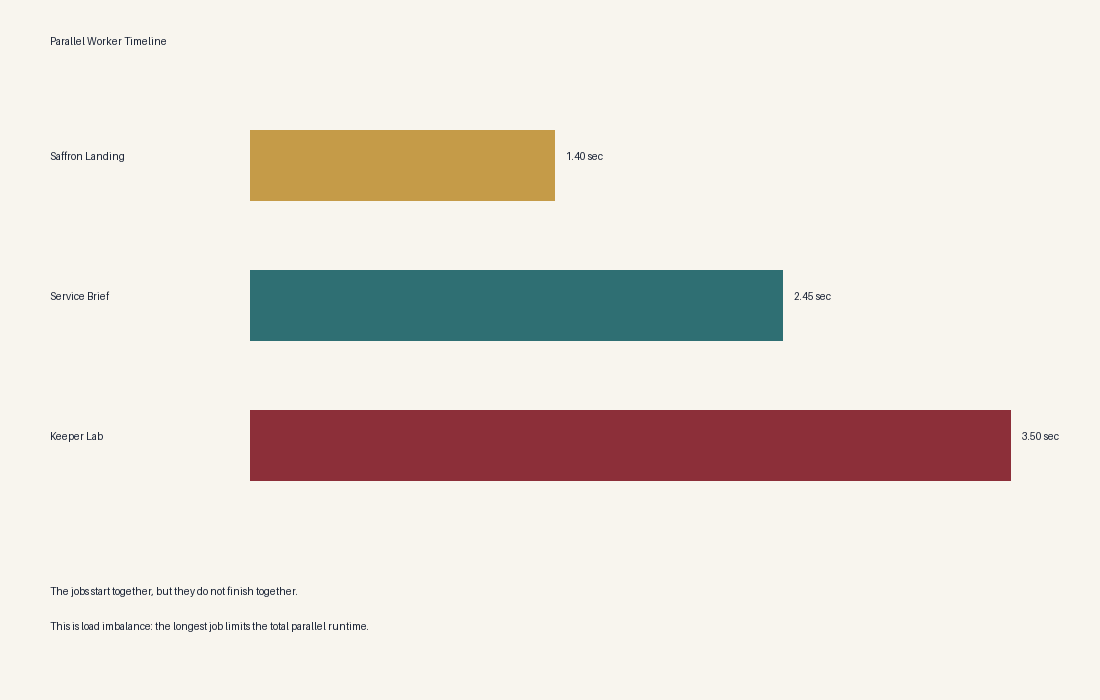 Parallel Worker Timeline
Saffron Landing
1.40 sec
Service Brief
2.45 sec
Keeper Lab
3.50 sec
The jobs start together, but they do not finish together.
This is load imbalance: the longest job limits the total parallel runtime.